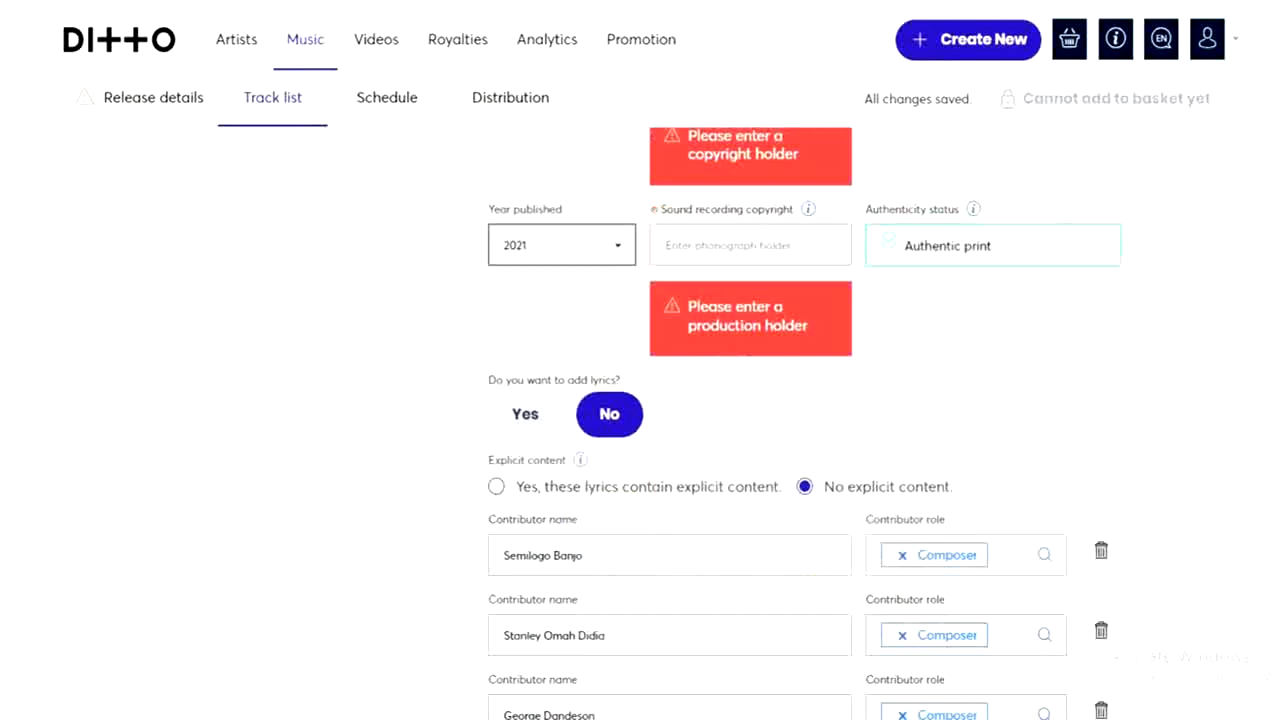 DITTO
Artists
Music
Videos
Royalties
Analytics
Promotion
+ Create New
EN
Release details
Track list
Schedule
Distribution
All changes saved.
Cannot add to basket yet
Please enter a
copyright holder
Year published
Sound recording copyright
Authenticity status
2021
Enter phonograph holder
Authentic print
Please enter a
production holder
Do you want to add lyrics?
Yes
No
Explicit content
Yes, these lyrics contain explicit content.
No explicit content.
Contributor name
Contributor role
Semilogo Banjo
x Composer
Contributor name
Contributor role
Stanley Omah Didia
x Composer
Contributor name
Contributor role
George Dandeson
x Composer